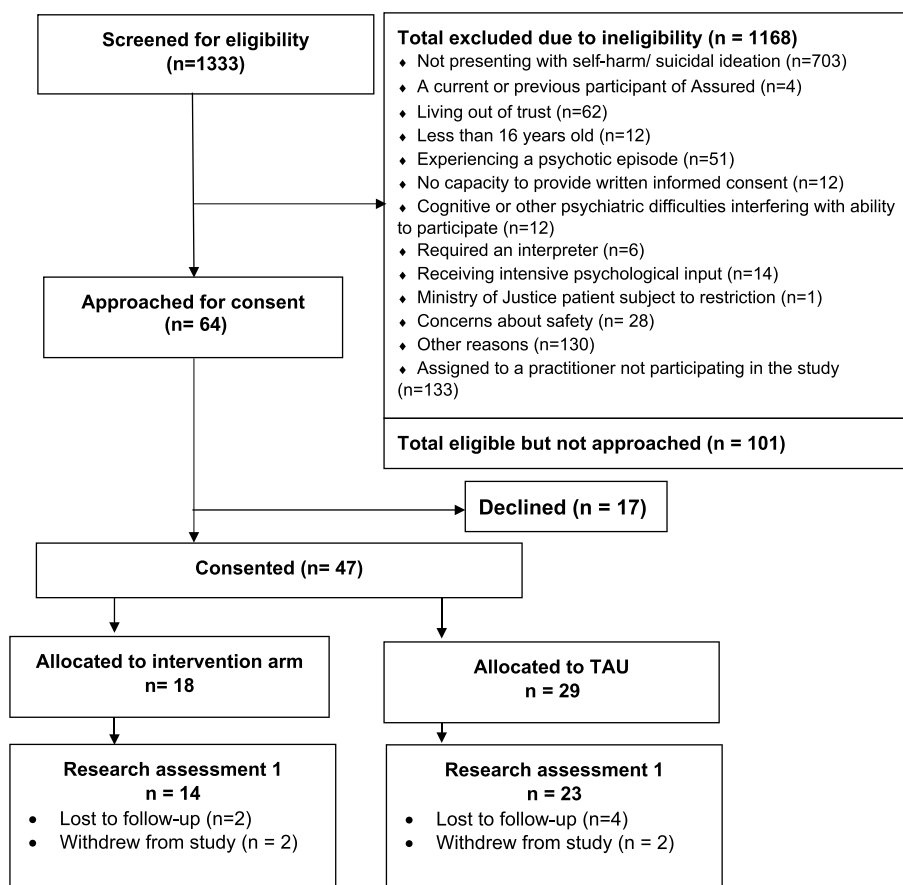 Screened for eligibility
(n=1333)
Total excluded due to ineligibility (n = 1168)
♦ Not presenting with self-harm/ suicidal ideation (n=703)
♦ A current or previous participant of Assured (n=4)
♦ Living out of trust (n=62)
♦ Less than 16 years old (n=12)
♦ Experiencing a psychotic episode (n=51)
♦ No capacity to provide written informed consent (n=12)
♦ Cognitive or other psychiatric difficulties interfering with ability
to participate (n=12)
♦ Required an interpreter (n=6)
♦ Receiving intensive psychological input (n=14)
♦ Ministry of Justice patient subject to restriction (n=1)
♦ Concerns about safety (n= 28)
♦ Other reasons (n=130)
♦ Assigned to a practitioner not participating in the study
(n=133)
Total eligible but not approached (n = 101)
Approached for consent
(n= 64)
Declined (n = 17)
Consented (n= 47)
Allocated to intervention arm
n= 18
Allocated to TAU
n = 29
Research assessment 1
n = 14
• Lost to follow-up (n=2)
• Withdrew from study (n = 2)
Research assessment 1
n = 23
• Lost to follow-up (n=4)
• Withdrew from study (n = 2)